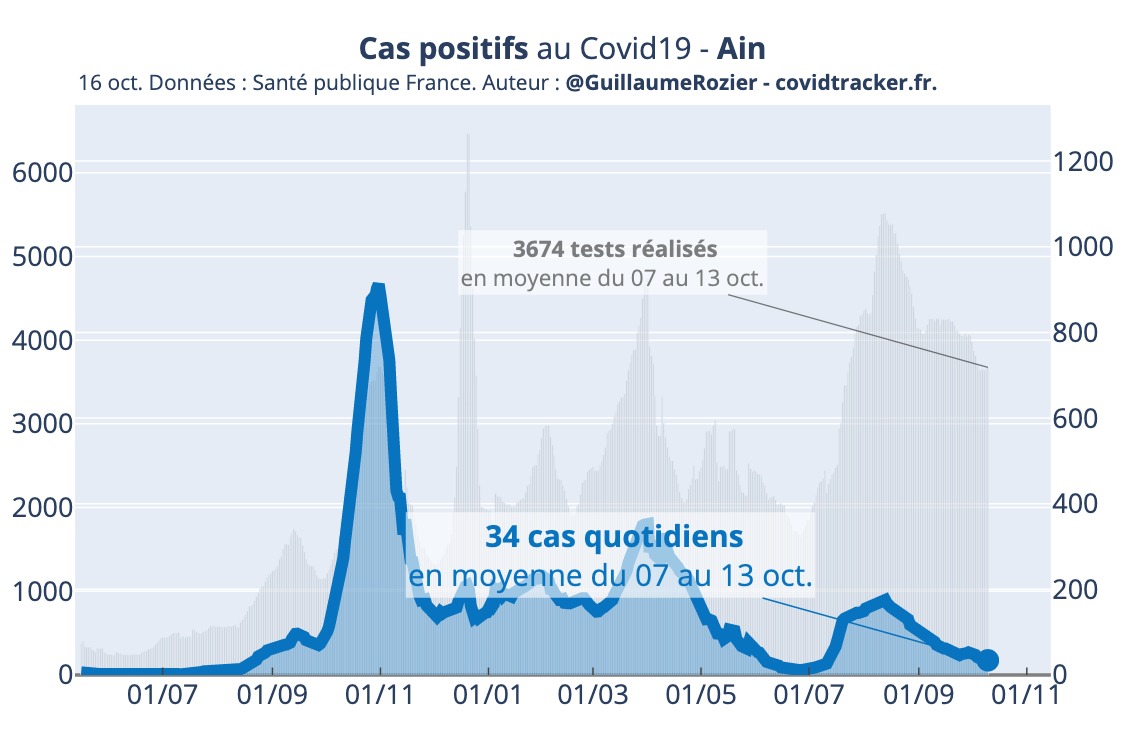 Cas positifs au Covid19 - Ain
16 oct. Données : Santé publique France. Auteur : @GuillaumeRozier - covidtracker.fr.
6000
5000
4000
3000
2000
1000
0
1200
1000
800
600
400
200
0
3674 tests réalisés
en moyenne du 07 au 13 oct.
34 cas quotidiens
en moyenne du 07 au 13 oct.
01/07 01/09 01/11 01/01 01/03 01/05 01/07 01/09 01/11